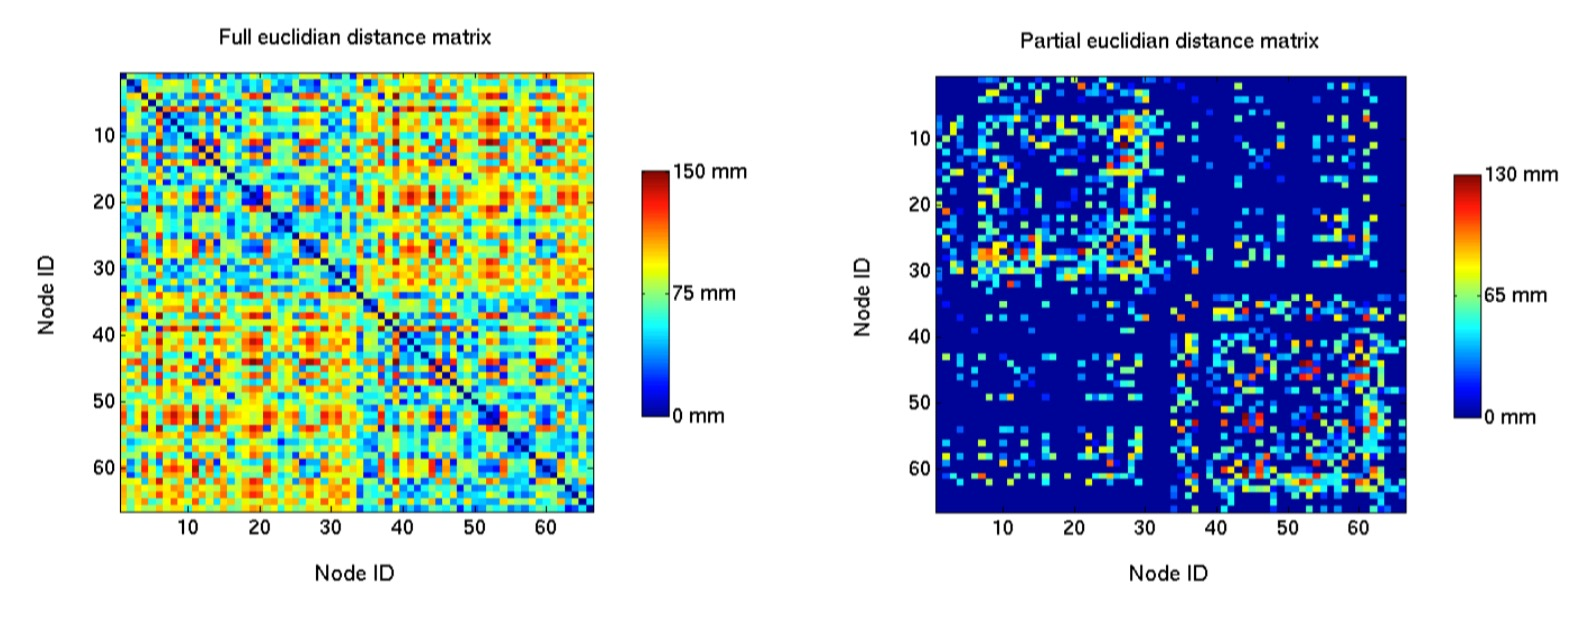 Full euclidian distance matrix
10
20
30
40
50
60
Node ID
10 20 30 40 50 60
Node ID
150 mm
75 mm
0 mm
Partial euclidian distance matrix
10
20
30
40
50
60
Node ID
10 20 30 40 50 60
Node ID
130 mm
65 mm
0 mm